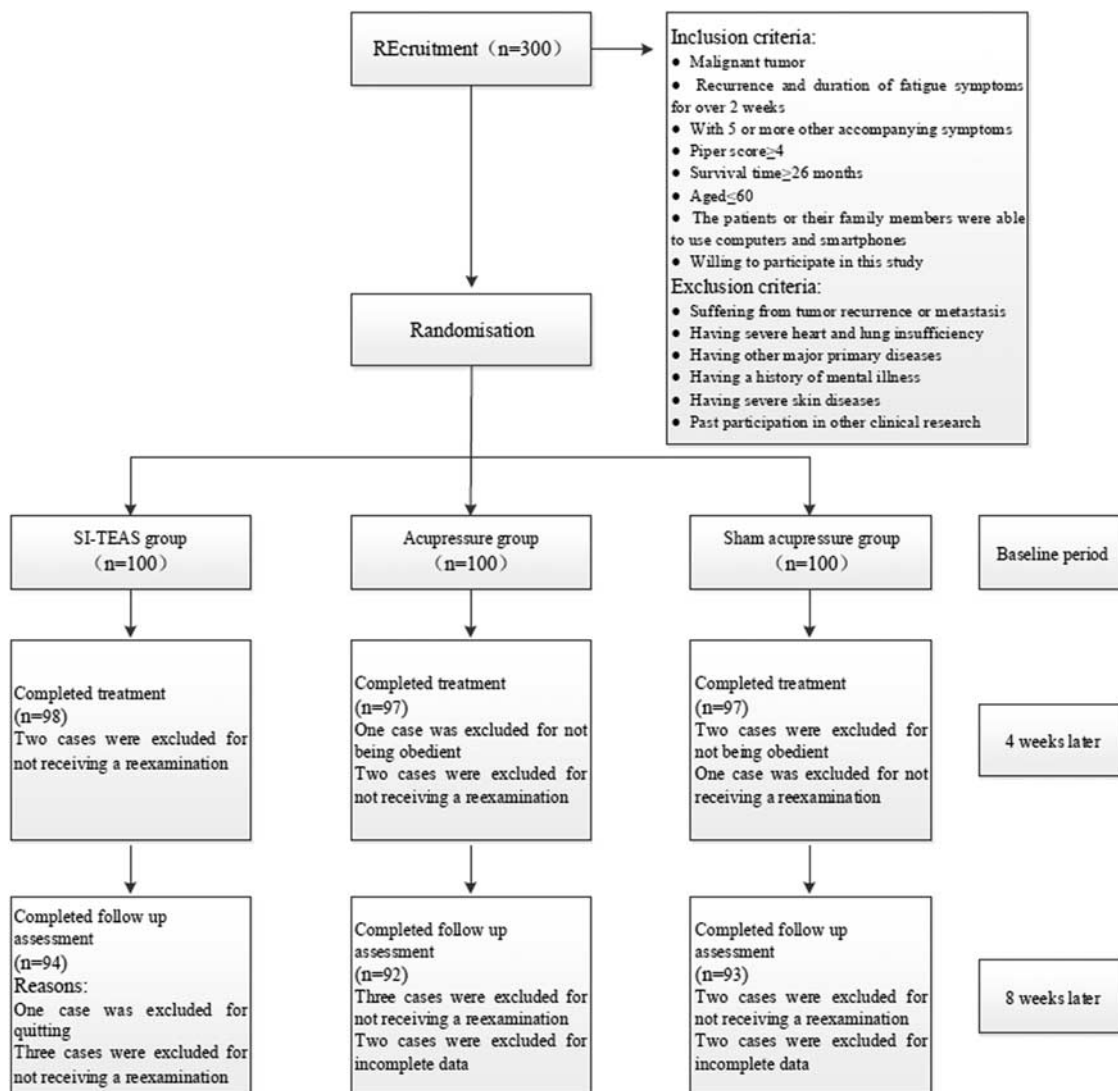 REcruitment（n=300）
Inclusion criteria:
● Malignant tumor
● Recurrence and duration of fatigue symptoms
for over 2 weeks
● With 5 or more other accompanying symptoms
● Piper score≥4
● Survival time≥26 months
● Aged≤60
● The patients or their family members were able
to use computers and smartphones
● Willing to participate in this study
Exclusion criteria:
● Suffering from tumor recurrence or metastasis
● Having severe heart and lung insufficiency
● Having other major primary diseases
● Having a history of mental illness
● Having severe skin diseases
● Past participation in other clinical research
Randomisation
SI-TEAS group
（n=100）
Acupressure group
（n=100）
Sham acupressure group
（n=100）
Baseline period
Completed treatment
(n=98)
Two cases were excluded for
not receiving a reexamination
Completed treatment
(n=97)
One case was excluded for not
being obedient
Two cases were excluded for
not receiving a reexamination
Completed treatment
(n=97)
Two cases were excluded for
not being obedient
One case was excluded for not
receiving a reexamination
4 weeks later
Completed follow up
assessment
(n=94)
Reasons:
One case was excluded for
quitting
Three cases were excluded for
not receiving a reexamination
Completed follow up
assessment
(n=92)
Three cases were excluded for
not receiving a reexamination
Two cases were excluded for
incomplete data
Completed follow up
assessment
(n=93)
Two cases were excluded for
not receiving a reexamination
Two cases were excluded for
incomplete data
8 weeks later